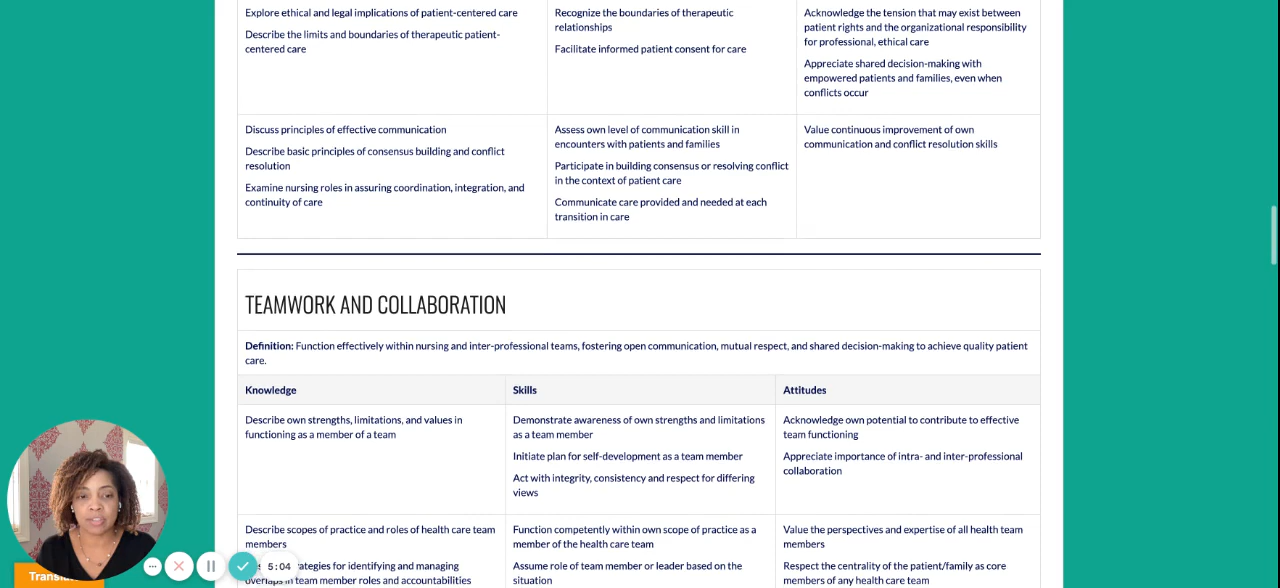 Explore ethical and legal implications of patient-centered care
Describe the limits and boundaries of therapeutic patient-
centered care
Recognize the boundaries of therapeutic
relationships
Facilitate informed patient consent for care
Acknowledge the tension that may exist between
patient rights and the organizational responsibility
for professional, ethical care
Appreciate shared decision-making with
empowered patients and families, even when
conflicts occur
Discuss principles of effective communication
Describe basic principles of consensus building and conflict
resolution
Examine nursing roles in assuring coordination, integration, and
continuity of care
Assess own level of communication skill in
encounters with patients and families
Participate in building consensus or resolving conflict
in the context of patient care
Communicate care provided and needed at each
transition in care
Value continuous improvement of own
communication and conflict resolution skills
TEAMWORK AND COLLABORATION
Definition: Function effectively within nursing and inter-professional teams, fostering open communication, mutual respect, and shared decision-making to achieve quality patient
care.
Knowledge
Skills
Attitudes
Describe own strengths, limitations, and values in
functioning as a member of a team
Demonstrate awareness of own strengths and limitations
as a team member
Initiate plan for self-development as a team member
Act with integrity, consistency and respect for differing
views
Acknowledge own potential to contribute to effective
team functioning
Appreciate importance of intra- and inter-professional
collaboration
Describe scopes of practice and roles of health care team
members
rategies for identifying and managing
overlaps in team member roles and accountabilities
Function competently within own scope of practice as a
member of the health care team
Assume role of team member or leader based on the
situation
Value the perspectives and expertise of all health team
members
Respect the centrality of the patient/family as core
members of any health care team
5:04